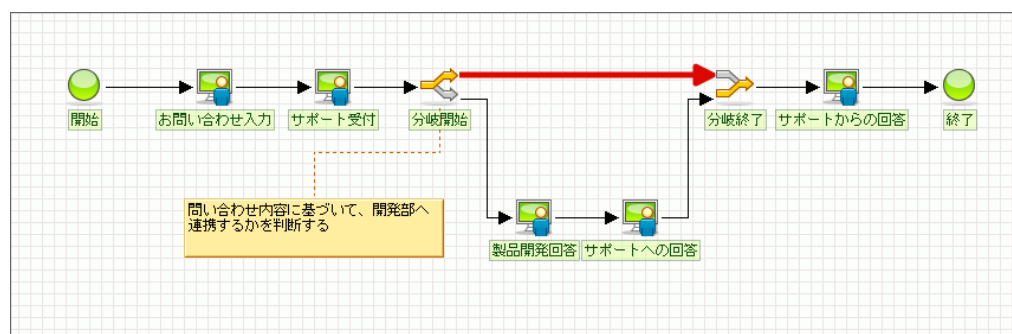 開始
お問い合わせ入力
サポート受付
分岐開始
分岐終了
サポートからの回答
終了
問い合わせ内容に基づいて、開発部へ
連携するかを判断する
製品開発回答
サポートへの回答